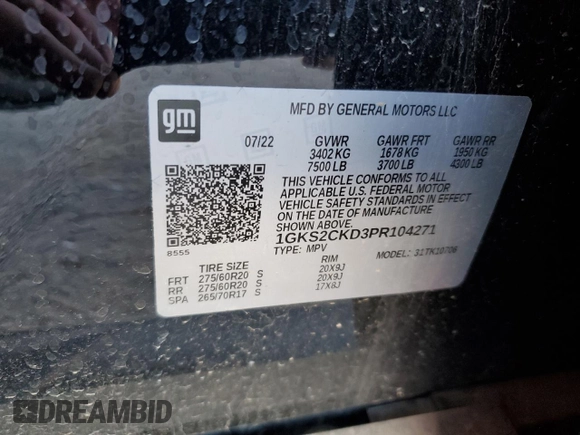 gm
MFD BY GENERAL MOTORS LLC
07/22 GVWR GAWR FRT GAWR RR
3402 KG 1678 KG 1950 KG
7500 LB 3700 LB 4300 LB
THIS VEHICLE CONFORMS TO ALL
APPLICABLE U.S. FEDERAL MOTOR
VEHICLE SAFETY STANDARDS IN EFFECT
ON THE DATE OF MANUFACTURE
SHOWN ABOVE.
1GKS2CKD3PR104271
8555 TYPE: MPV MODEL: 31TK10706
TIRE SIZE RIM
FRT 275/60R20 S 20X9J
RR 275/60R20 S 20X9J
SPA 265/70R17 S 17X8J
DREAMBID